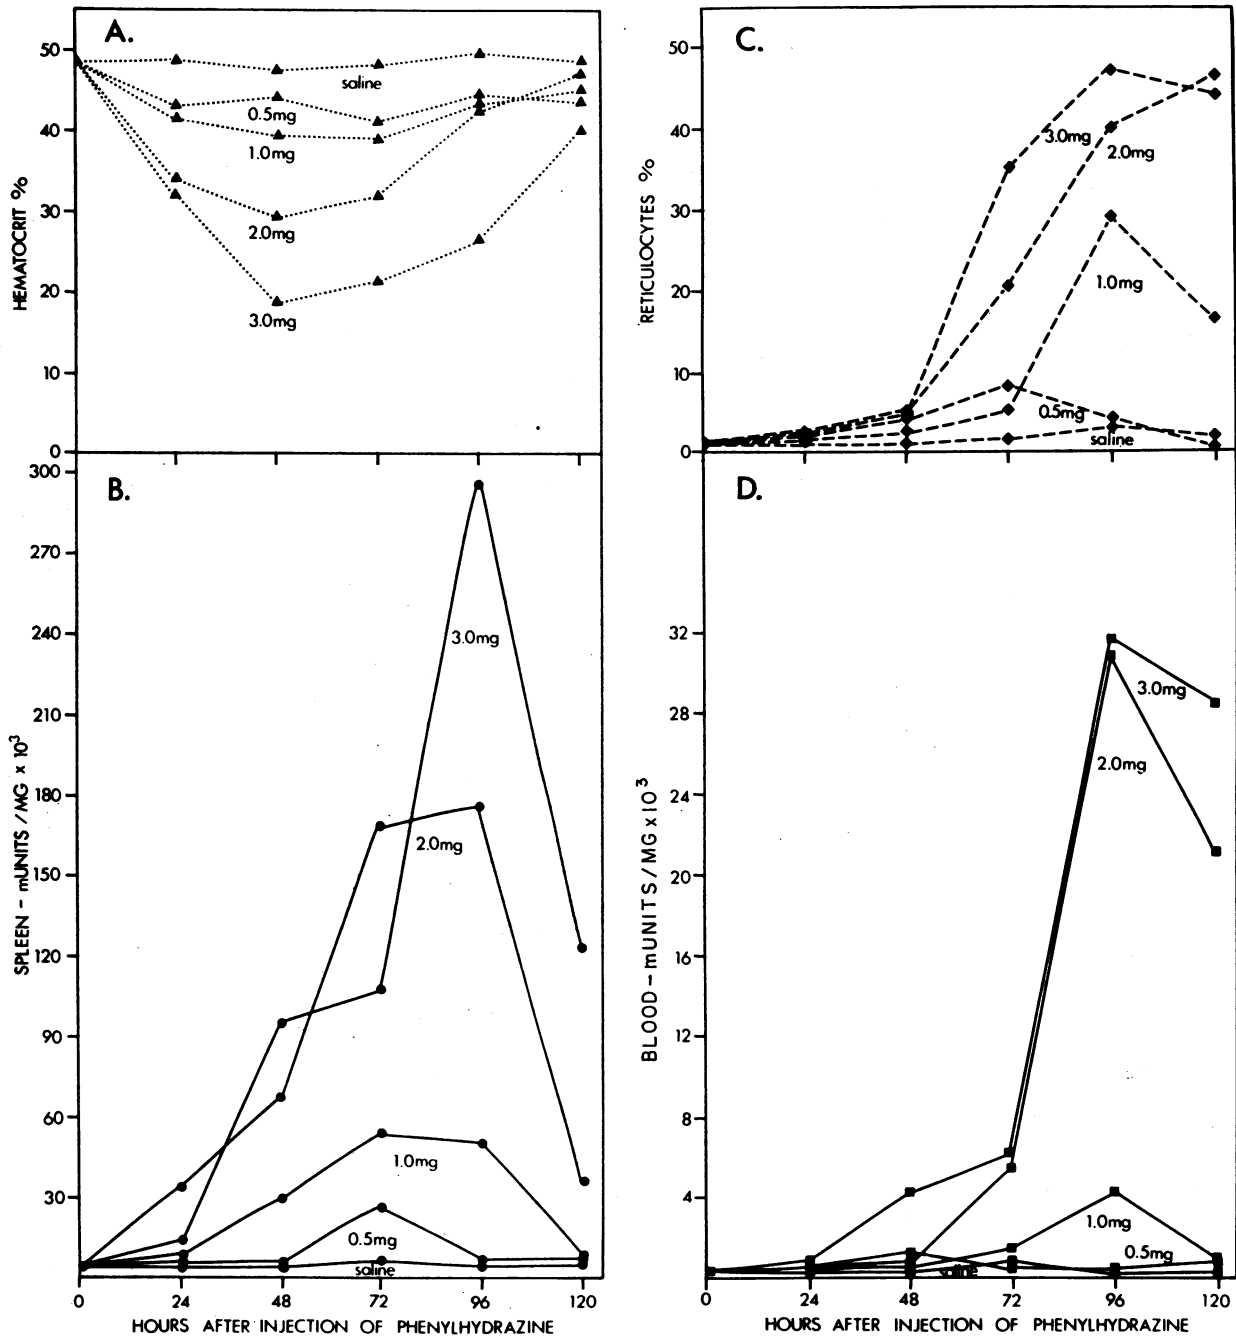 A.
50
40
30
20
10
0
HEMATOCRIT %
saline
0.5mg
1.0mg
2.0mg
3.0mg
C.
50
40
30
20
10
0
RETICULOCYTES %
3.0mg
2.0mg
1.0mg
0.5mg
saline
B.
300
270
240
210
180
150
120
90
60
30
SPLEEN – mUNITS/MG x 10³
3.0mg
2.0mg
1.0mg
0.5mg
saline
0 24 48 72 96 120
HOURS AFTER INJECTION OF PHENYLHYDRAZINE
D.
32
28
24
20
16
12
8
4
BLOOD – mUNITS/MG x 10³
3.0mg
2.0mg
1.0mg
0.5mg
saline
0 24 48 72 96 120
HOURS AFTER INJECTION OF PHENYLHYDRAZINE